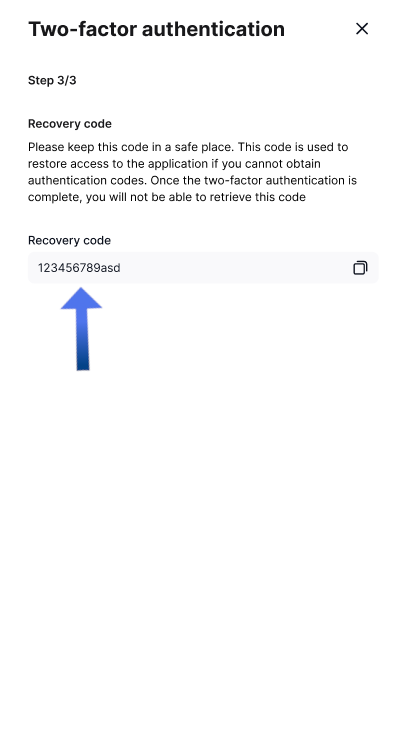 Two-factor authentication
Step 3/3
Recovery code
Please keep this code in a safe place. This code is used to
restore access to the application if you cannot obtain
authentication codes. Once the two-factor authentication is
complete, you will not be able to retrieve this code
Recovery code
123456789asd